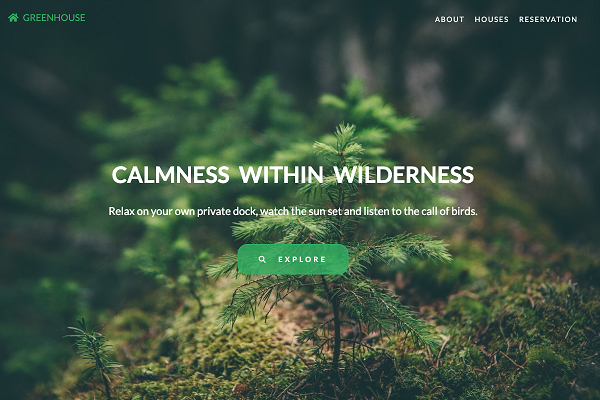 GREENHOUSE
ABOUT HOUSES RESERVATION
CALMNESS WITHIN WILDERNESS
Relax on your own private dock, watch the sun set and listen to the call of birds.
EXPLORE